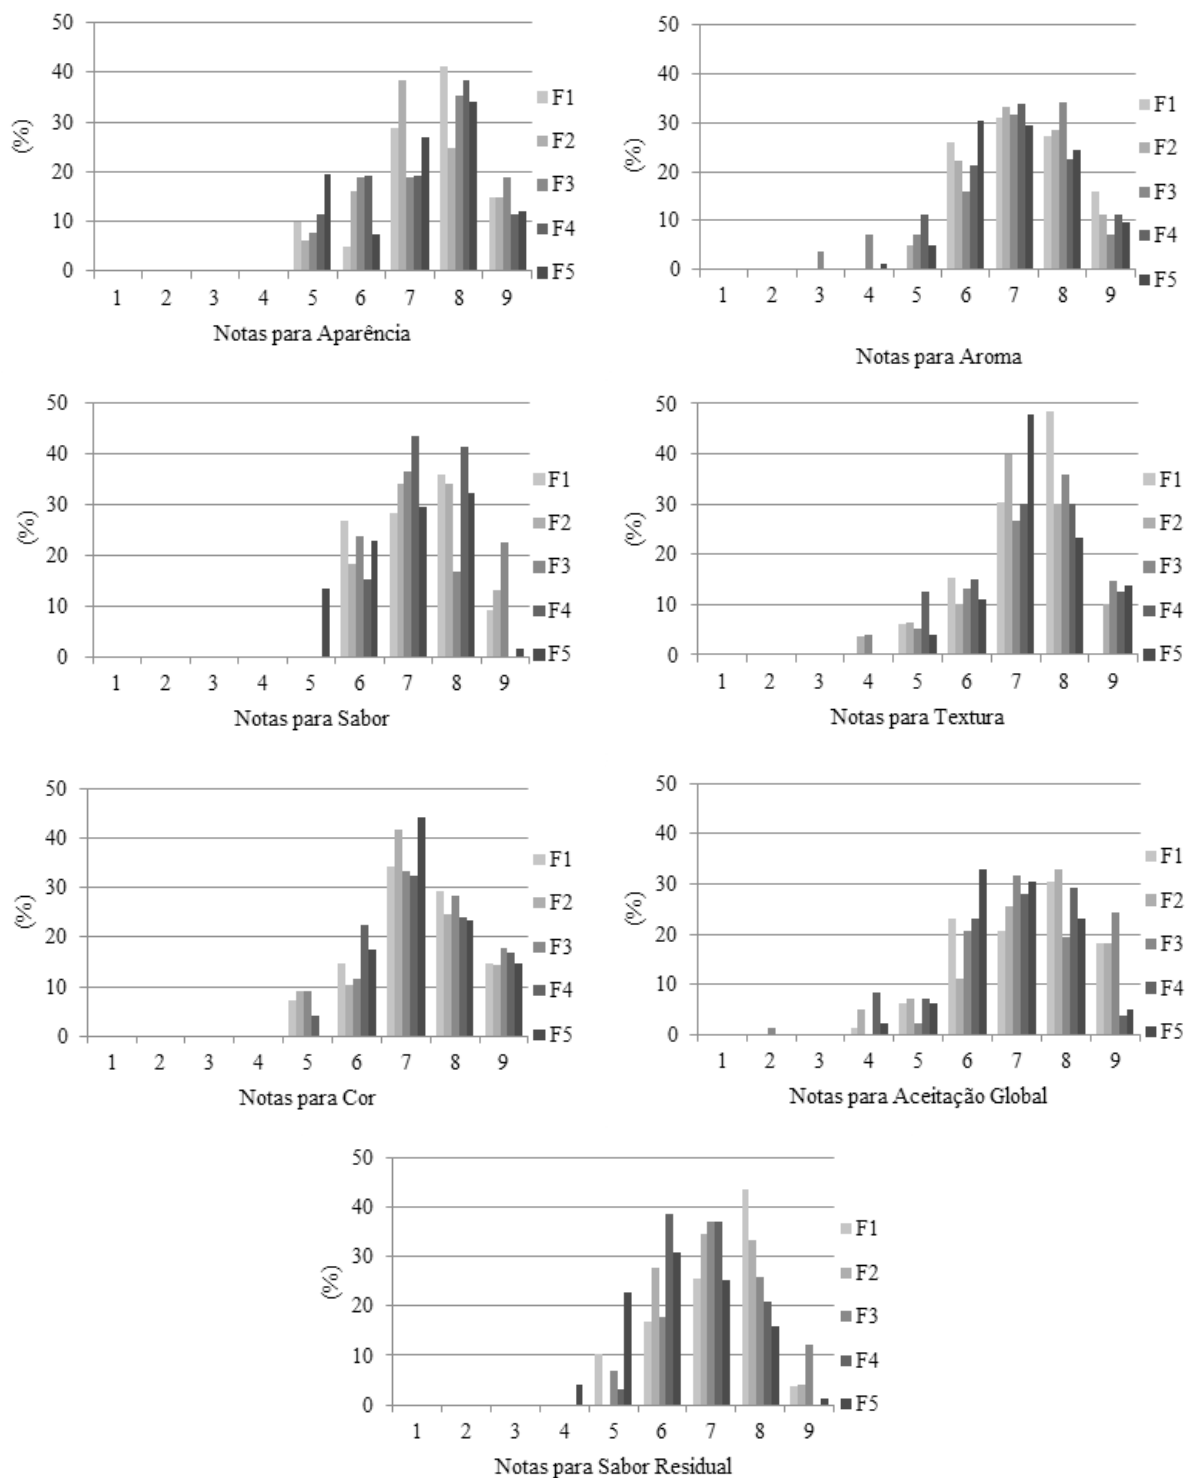 50
40
30
20
10
0
(%)
1 2 3 4 5 6 7 8 9
Notas para Aparência
F1
F2
F3
F4
F5
50
40
30
20
10
0
(%)
1 2 3 4 5 6 7 8 9
Notas para Aroma
F1
F2
F3
F4
F5
50
40
30
20
10
0
(%)
1 2 3 4 5 6 7 8 9
Notas para Sabor
F1
F2
F3
F4
F5
50
40
30
20
10
0
(%)
1 2 3 4 5 6 7 8 9
Notas para Textura
F1
F2
F3
F4
F5
50
40
30
20
10
0
(%)
1 2 3 4 5 6 7 8 9
Notas para Cor
F1
F2
F3
F4
F5
50
40
30
20
10
0
(%)
1 2 3 4 5 6 7 8 9
Notas para Aceitação Global
F1
F2
F3
F4
F5
50
40
30
20
10
0
(%)
1 2 3 4 5 6 7 8 9
Notas para Sabor Residual
F1
F2
F3
F4
F5